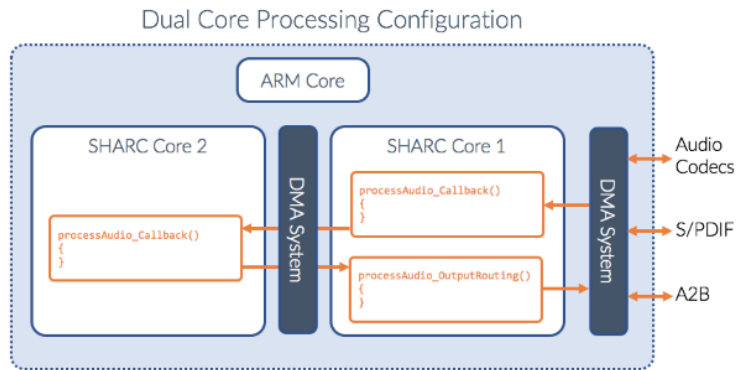 Dual Core Processing Configuration
ARM Core
SHARC Core 2
processAudio_Callback()
{
}
DMA System
SHARC Core 1
processAudio_Callback()
{
}
processAudio_OutputRouting()
{
}
DMA System
Audio
Codecs
S/PDIF
A2B